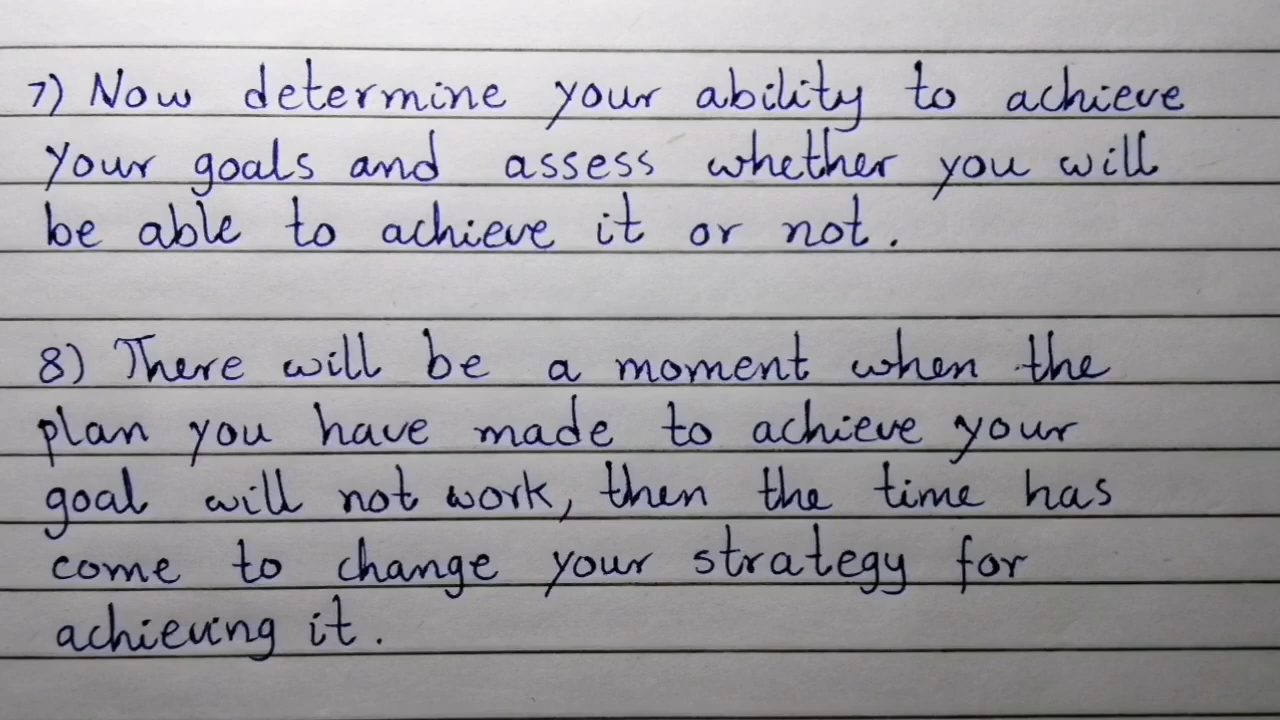 7) Now determine your ability to achieve
your goals and assess whether you will
be able to achieve it or not.
8) There will be a moment when the
plan you have made to achieve your
goal will not work, then the time has
come to change your strategy for
achieving it.